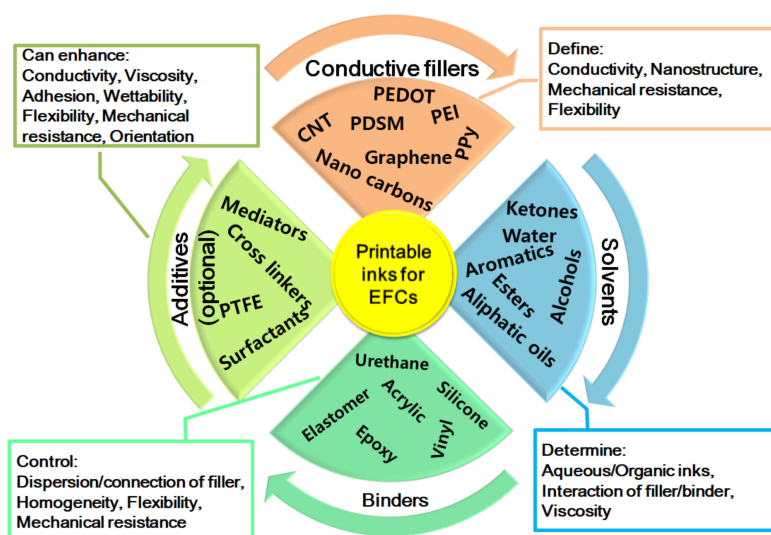 Can enhance:
Conductivity, Viscosity,
Adhesion, Wettability,
Flexibility, Mechanical
resistance, Orientation
Conductive fillers
PEDOT
PEI
CNT
PDSM
PPy
Graphene
Nano carbons
Define:
Conductivity, Nanostructure,
Mechanical resistance,
Flexibility
Additives
(optional)
Mediators
Cross linkers
PTFE
Surfactants
Printable
inks for
EFCs
Ketones
Water
Aromatics
Alcohols
Esters
Aliphatic oils
Solvents
Urethane
Silicone
Acrylic
Elastomer
Vinyl
Epoxy
Binders
Control:
Dispersion/connection of filler,
Homogeneity, Flexibility,
Mechanical resistance
Determine:
Aqueous/Organic inks,
Interaction of filler/binder,
Viscosity